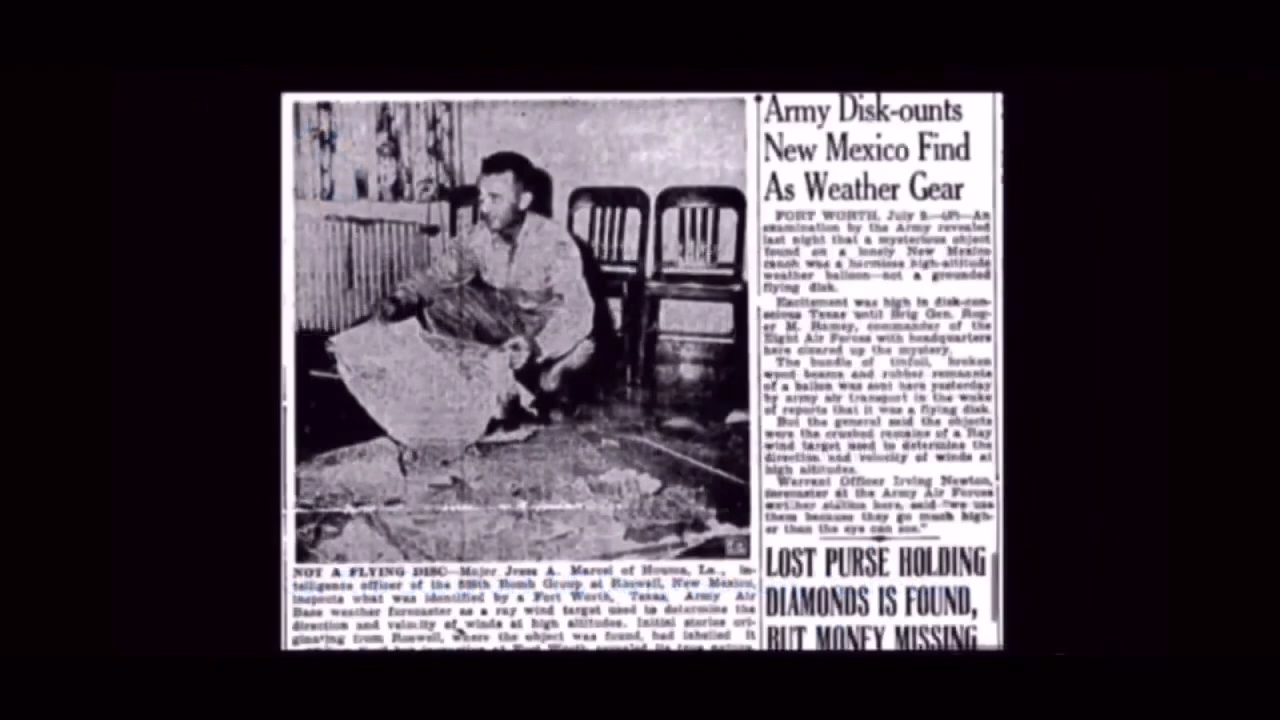 Army Disk-ounts
New Mexico Find
As Weather Gear
FORT WORTH, July 9.—(AP)—An
examination by the Army revealed
last night that a mysterious object
found on a lonely New Mexico
ranch was a harmless high-altitude
weather balloon—not a grounded
flying disk.
Excitement was high in disk-con-
scious Texas until Brig Gen. Rog-
er M. Ramey, commander of the
Eight Air Forces with headquarters
here cleared up the mystery.
The bundle of tinfoil, broken
wood beams and rubber remnants
of a ballon was sent here yesterday
by army air transport in the wake
of reports that it was a flying disk.
But the general said the objects
were the crushed remains of a Ray
wind target used to determine the
direction and velocity of winds at
high altitudes.
Warrant Officer Irving Newton,
forecaster at the Army Air Forces
weather station here, said "we use
them because they go much high-
er than the eye can see."
LOST PURSE HOLDING
DIAMONDS IS FOUND,
BUT MONEY MISSING
NOT A FLYING DISC—Major Jesse A. Marcel of Houma, La., in-
telligence officer of the 509th Bomb Group at Roswell, New Mexico,
inspects what was identified by a Fort Worth, Texas, Army Air
Base weather forecaster as a ray wind target used to determine the
direction and velocity of winds at high altitudes. Initial stories ori-
ginating from Roswell, where the object was found, had labelled it